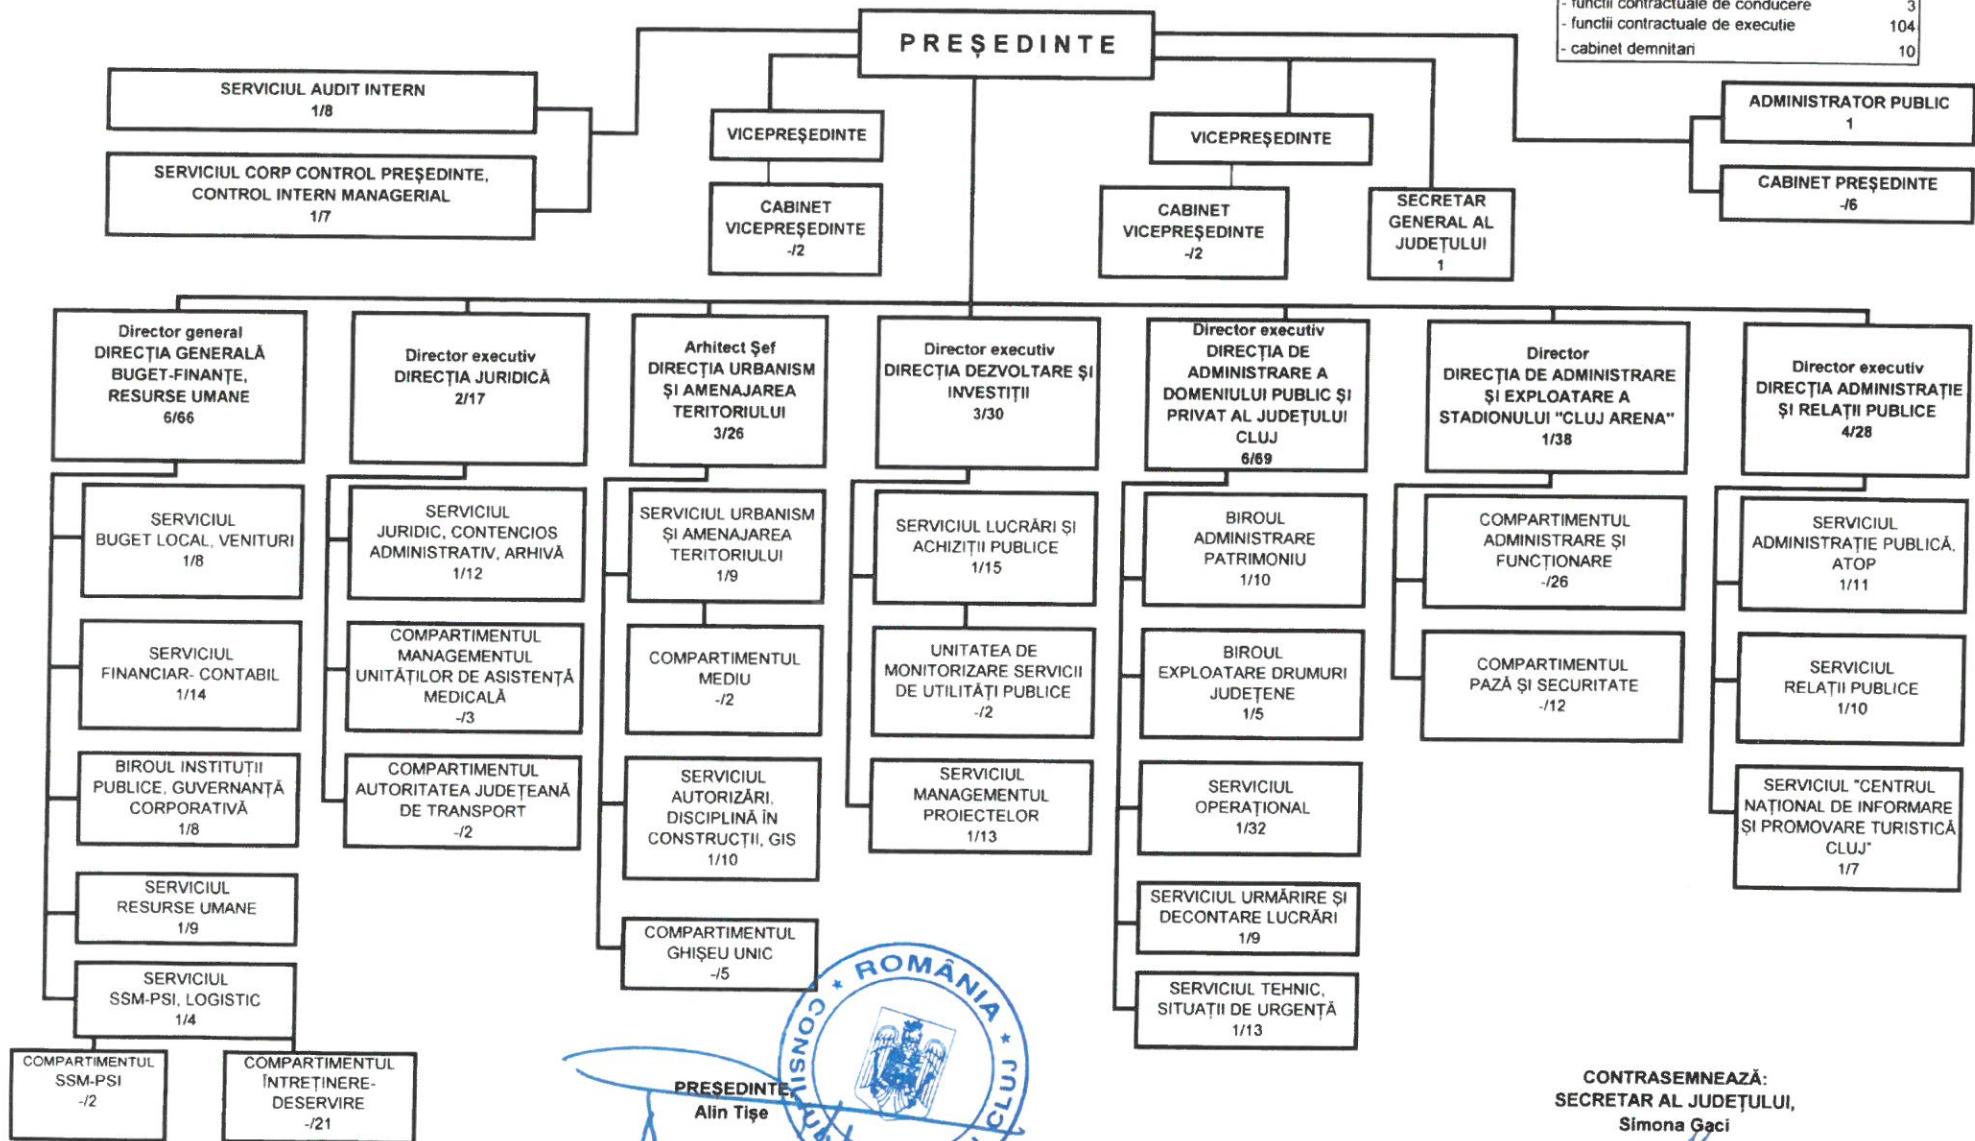 - functii contractuale de conducere 3
- functii contractuale de executie 104
- cabinet demnitari 10
PREȘEDINTE
SERVICIUL AUDIT INTERN
1/8
SERVICIUL CORP CONTROL PREȘEDINTE,
CONTROL INTERN MANAGERIAL
1/7
VICEPREȘEDINTE
CABINET
VICEPREȘEDINTE
-/2
VICEPREȘEDINTE
CABINET
VICEPREȘEDINTE
-/2
SECRETAR
GENERAL AL
JUDEȚULUI
1
ADMINISTRATOR PUBLIC
1
CABINET PREȘEDINTE
-/6
Director general
DIRECȚIA GENERALĂ
BUGET-FINANȚE,
RESURSE UMANE
6/66
Director executiv
DIRECȚIA JURIDICĂ
2/17
Arhitect Șef
DIRECȚIA URBANISM
ȘI AMENAJAREA
TERITORIULUI
3/26
Director executiv
DIRECȚIA DEZVOLTARE ȘI
INVESTIȚII
3/30
Director executiv
DIRECȚIA DE
ADMINISTRARE A
DOMENIULUI PUBLIC ȘI
PRIVAT AL JUDEȚULUI
CLUJ
6/69
Director
DIRECȚIA DE ADMINISTRARE
ȘI EXPLOATARE A
STADIONULUI "CLUJ ARENA"
1/38
Director executiv
DIRECȚIA ADMINISTRAȚIE
ȘI RELAȚII PUBLICE
4/28
SERVICIUL
BUGET LOCAL, VENITURI
1/8
SERVICIUL
FINANCIAR- CONTABIL
1/14
BIROUL INSTITUȚII
PUBLICE, GUVERNANȚĂ
CORPORATIVĂ
1/8
SERVICIUL
RESURSE UMANE
1/9
SERVICIUL
SSM-PSI, LOGISTIC
1/4
COMPARTIMENTUL
SSM-PSI
-/2
COMPARTIMENTUL
ÎNTREȚINERE-
DESERVIRE
-/21
SERVICIUL
JURIDIC, CONTENCIOS
ADMINISTRATIV, ARHIVĂ
1/12
COMPARTIMENTUL
MANAGEMENTUL
UNITĂȚILOR DE ASISTENȚĂ
MEDICALĂ
-/3
COMPARTIMENTUL
AUTORITATEA JUDEȚEANĂ
DE TRANSPORT
-/2
SERVICIUL URBANISM
ȘI AMENAJAREA
TERITORIULUI
1/9
COMPARTIMENTUL
MEDIU
-/2
SERVICIUL
AUTORIZĂRI,
DISCIPLINĂ ÎN
CONSTRUCȚII, GIS
1/10
COMPARTIMENTUL
GHIȘEU UNIC
-/5
SERVICIUL LUCRĂRI ȘI
ACHIZIȚII PUBLICE
1/15
UNITATEA DE
MONITORIZARE SERVICII
DE UTILITĂȚI PUBLICE
-/2
SERVICIUL
MANAGEMENTUL
PROIECTELOR
1/13
BIROUL
ADMINISTRARE
PATRIMONIU
1/10
BIROUL
EXPLOATARE DRUMURI
JUDEȚENE
1/5
SERVICIUL
OPERAȚIONAL
1/32
SERVICIUL URMĂRIRE ȘI
DECONTARE LUCRĂRI
1/9
SERVICIUL TEHNIC,
SITUAȚII DE URGENȚĂ
1/13
COMPARTIMENTUL
ADMINISTRARE ȘI
FUNCȚIONARE
-/26
COMPARTIMENTUL
PAZĂ ȘI SECURITATE
-/12
SERVICIUL
ADMINISTRAȚIE PUBLICĂ,
ATOP
1/11
SERVICIUL
RELAȚII PUBLICE
1/10
SERVICIUL "CENTRUL
NAȚIONAL DE INFORMARE
ȘI PROMOVARE TURISTICĂ
CLUJ"
1/7
PREȘEDINTE,
Alin Tișe
ROMÂNIA * CLUJ
CONTRASEMNEAZĂ:
SECRETAR AL JUDEȚULUI,
Simona Gaci